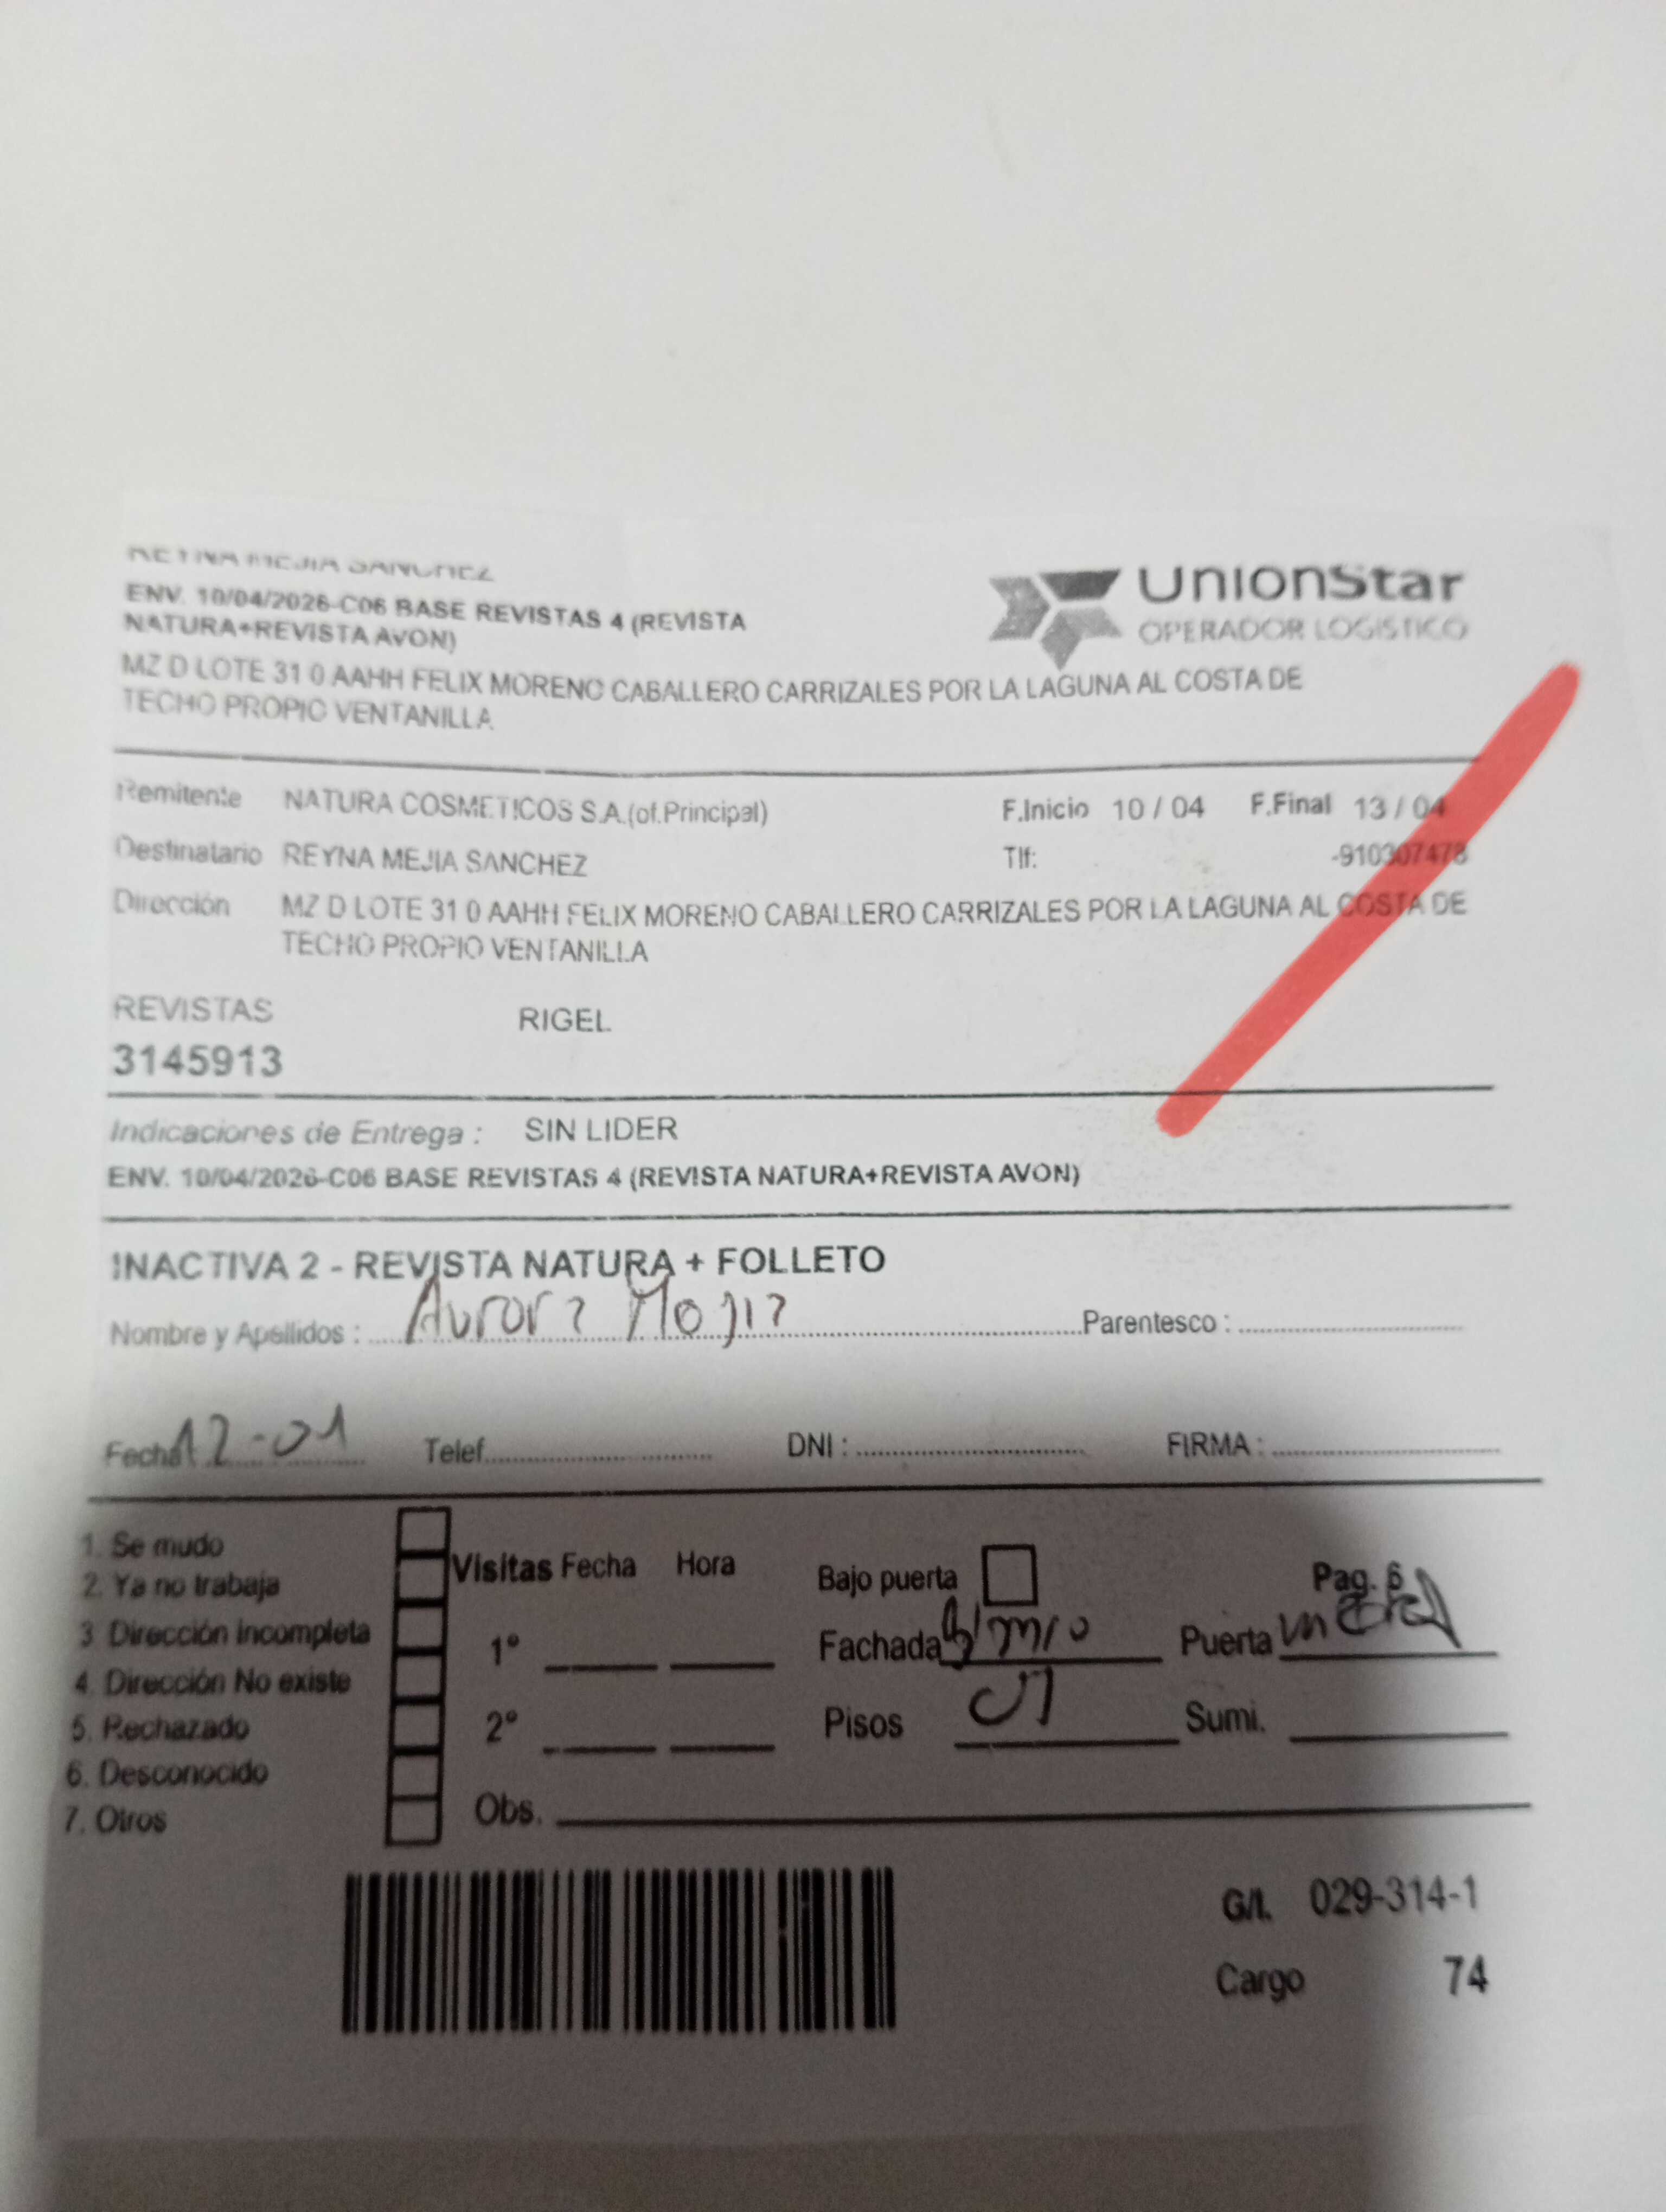 REYNA MEJIA SANCHEZ
ENV. 10/04/2026-C06 BASE REVISTAS 4 (REVISTA
NATURA+REVISTA AVON)
UnionStar
OPERADOR LOGISTICO
MZ D LOTE 31 0 AAHH FELIX MORENO CABALLERO CARRIZALES POR LA LAGUNA AL COSTA DE
TECHO PROPIO VENTANILLA
Remitente NATURA COSMETICOS S.A.(of.Principal) F.Inicio 10 / 04 F.Final 13 / 04
Destinatario REYNA MEJIA SANCHEZ Tlf: -910307478
Dirección MZ D LOTE 31 0 AAHH FELIX MORENO CABALLERO CARRIZALES POR LA LAGUNA AL COSTA DE
TECHO PROPIO VENTANILLA
REVISTAS RIGEL
3145913
Indicaciones de Entrega : SIN LIDER
ENV. 10/04/2026-C06 BASE REVISTAS 4 (REVISTA NATURA+REVISTA AVON)
INACTIVA 2 - REVISTA NATURA + FOLLETO
Nombre y Apellidos : Aurora Mejia Parentesco :
Fecha: 12-04 Telef. DNI : FIRMA :
1. Se mudo
2. Ya no trabaja
3 Dirección incompleta
4. Dirección No existe
5. Rechazado
6. Desconocido
7. Otros
Visitas Fecha Hora
1°
2°
Obs.
Bajo puerta Pag. 6
Fachada Puerta metal
Pisos 01 Sumi.
G/I. 029-314-1
Cargo 74